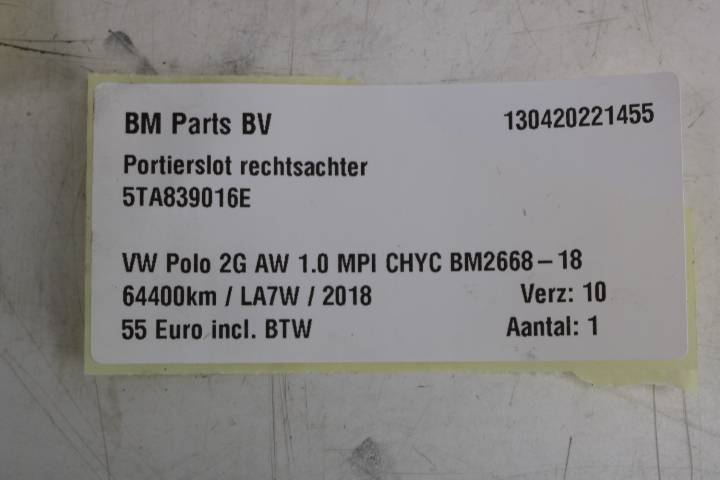 BM Parts BV 130420221455
Portierslot rechtsachter
5TA839016E
VW Polo 2G AW 1.0 MPI CHYC BM2668-18
64400km / LA7W / 2018 Verz: 10
55 Euro incl. BTW Aantal: 1